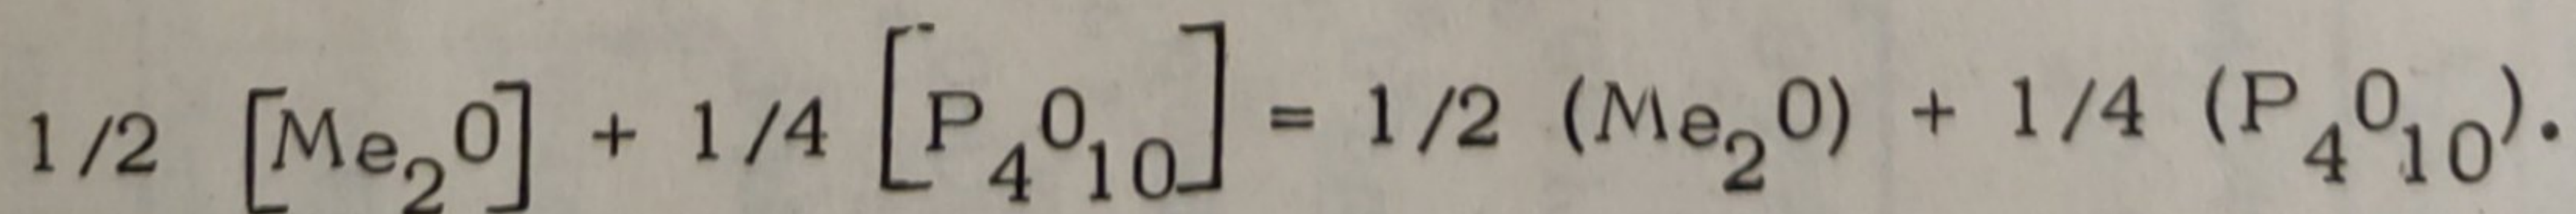 1/2 [Me₂0] + 1/4 [P₄0₁₀] = 1/2 (Me₂0) + 1/4 (P₄0₁₀).